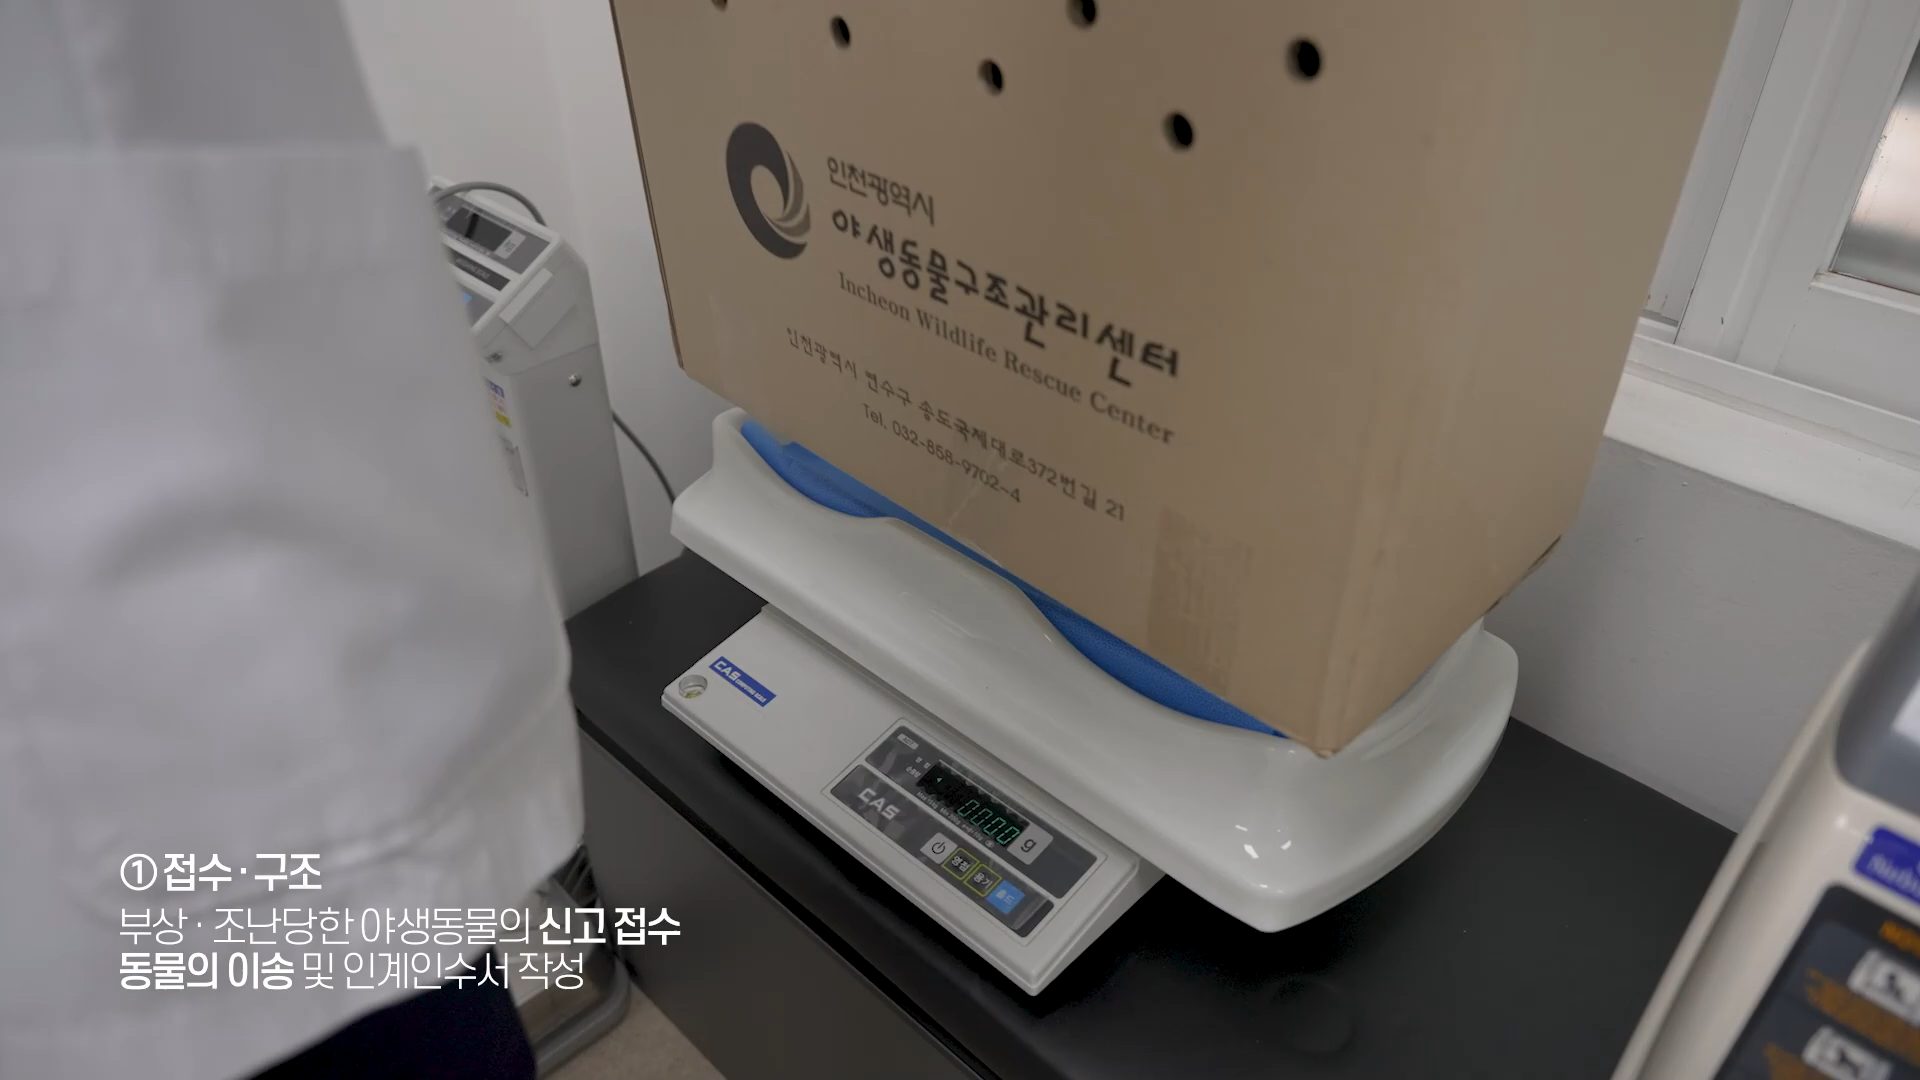 인천광역시
야생동물구조관리센터
Incheon Wildlife Rescue Center
인천광역시 연수구 송도국제대로372번길 21
Tel. 032-858-9702~4
CAS
CAS
0000 g
영점
용기
홀드
① 접수·구조
부상·조난당한 야생동물의 신고 접수
동물의 이송 및 인계인수서 작성